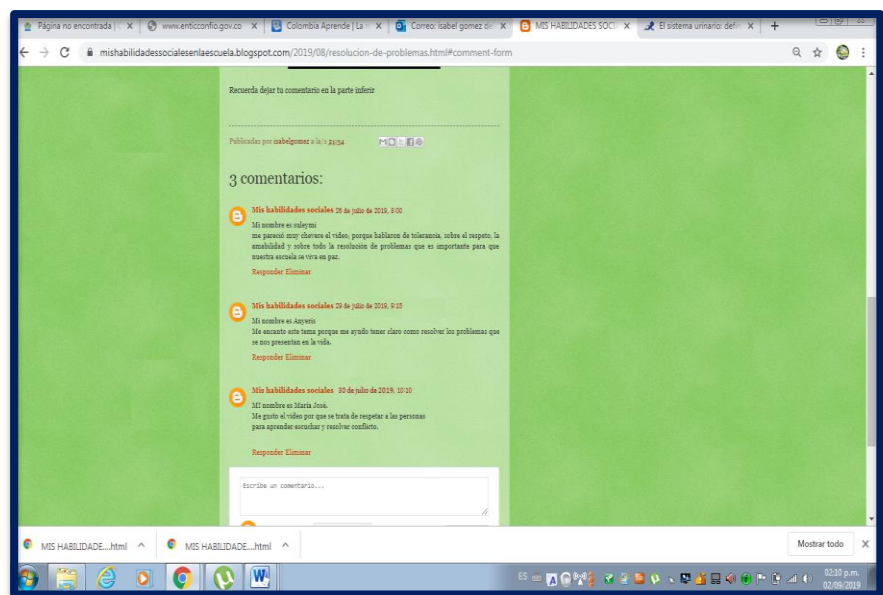 Página no encontrada | C
www.enticconfio.gov.co
Colombia Aprende | La
Correo: isabel gomez de
MIS HABILIDADES SOCI
El sistema urinario: defin
mishabilidadessocialesenlaescuela.blogspot.com/2019/08/resolucion-de-problemas.html#comment-form
Recuerda dejar tu comentario en la parte inferir
Publicadas por isabelgomez a la/s 21:34
3 comentarios:
Mis habilidades sociales 26 de julio de 2019, 8:00
Mi nombre es suleymi
me pareció muy chevere el video, porque hablaron de tolerancia, sobre el respeto, la
amabilidad y sobre todo la resolución de problemas que es importante para que
nuestra escuela se viva en paz.
Responder Eliminar
Mis habilidades sociales 29 de julio de 2019, 9:15
Mi nombre es Anyeris
Me encanto este tema porque me ayudo tener claro como resolver los problemas que
se nos presentan en la vida.
Responder Eliminar
Mis habilidades sociales 30 de julio de 2019, 10:10
MI nombre es María José.
Me gusto el video por que se trata de respetar a las personas
para aprender escuchar y resolver conflicto.
Responder Eliminar
Escribe un comentario...
MIS HABILIDADE....html
MIS HABILIDADE....html
Mostrar todo
ES
02:10 p.m.
02/09/2019